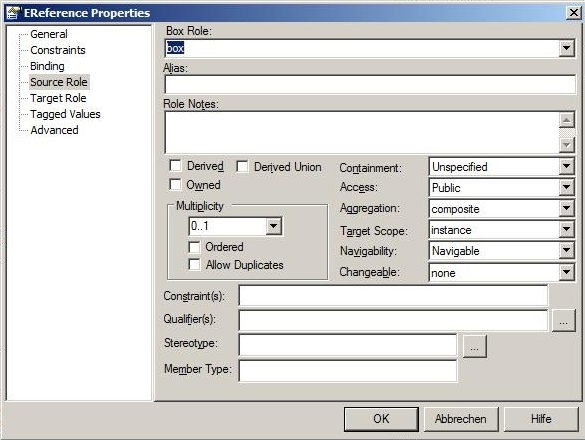 EReference Properties
General
Constraints
Binding
Source Role
Target Role
Tagged Values
Advanced
Box Role:
box
Alias:
Role Notes:
Derived
Derived Union
Owned
Multiplicity
0..1
Ordered
Allow Duplicates
Containment: Unspecified
Access: Public
Aggregation: composite
Target Scope: instance
Navigability: Navigable
Changeable: none
Constraint(s):
Qualifier(s): ...
Stereotype: ...
Member Type:
OK Abbrechen Hilfe